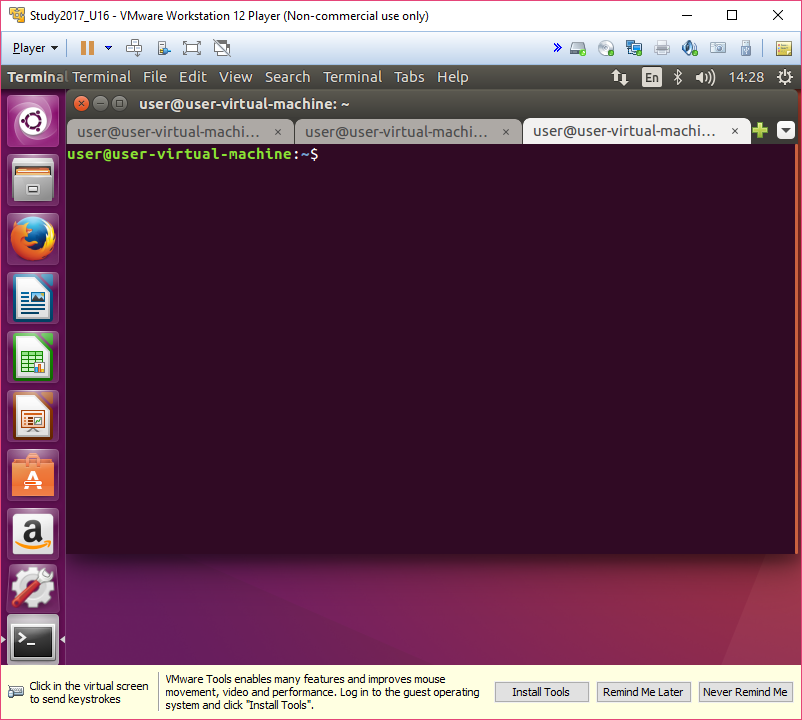 Study2017_U16 - VMware Workstation 12 Player (Non-commercial use only)
Player
Terminal Terminal File Edit View Search Terminal Tabs Help En 14:28
user@user-virtual-machine: ~
user@user-virtual-machi... × user@user-virtual-machi... × user@user-virtual-machi... ×
user@user-virtual-machine:~$
a
>_
Click in the virtual screen
to send keystrokes
VMware Tools enables many features and improves mouse
movement, video and performance. Log in to the guest operating
system and click "Install Tools".
Install Tools Remind Me Later Never Remind Me